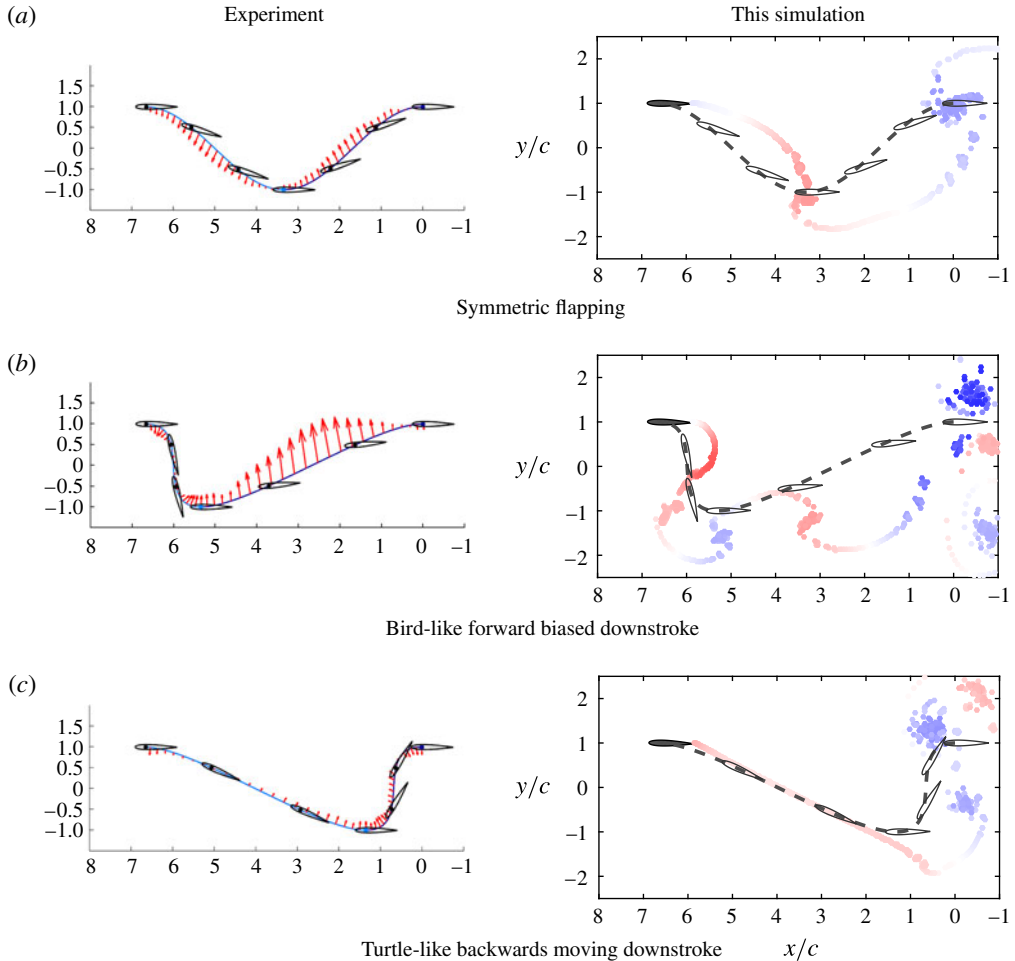 (a)
Experiment
This simulation
1.5
1.0
0.5
0
−0.5
−1.0
8 7 6 5 4 3 2 1 0 −1
2
1
y/c
0
−1
−2
8 7 6 5 4 3 2 1 0 −1
Symmetric flapping
(b)
1.5
1.0
0.5
0
−0.5
−1.0
8 7 6 5 4 3 2 1 0 −1
2
1
y/c
0
−1
−2
8 7 6 5 4 3 2 1 0 −1
Bird-like forward biased downstroke
(c)
1.5
1.0
0.5
0
−0.5
−1.0
8 7 6 5 4 3 2 1 0 −1
2
1
y/c
0
−1
−2
8 7 6 5 4 3 2 1 0 −1
Turtle-like backwards moving downstroke
x/c